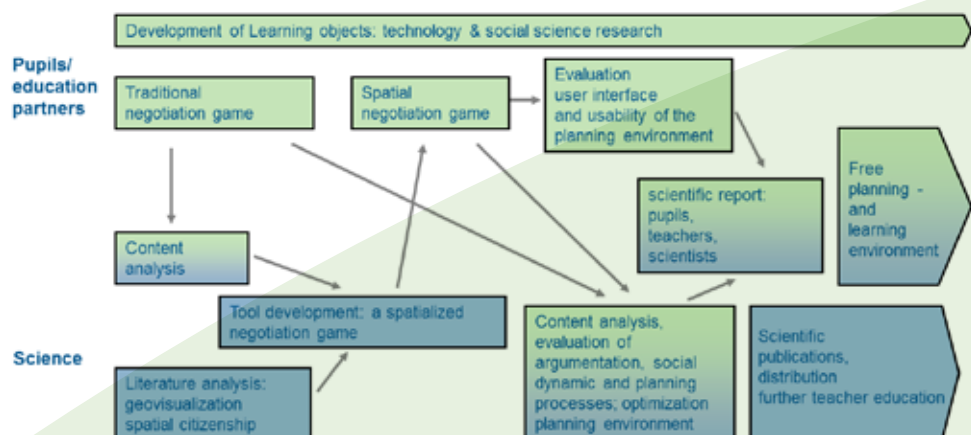 Development of Learning objects: technology & social science research
Pupils/
education
partners
Traditional
negotiation game
Spatial
negotiation game
Evaluation
user interface
and usability of the
planning environment
Free
planning -
and
learning
environment
scientific report:
pupils,
teachers,
scientists
Content
analysis
Tool development: a spatialized
negotiation game
Content analysis,
evaluation of
argumentation, social
dynamic and planning
processes; optimization
planning environment
Scientific
publications,
distribution
further teacher education
Science
Literature analysis:
geovisualization
spatial citizenship